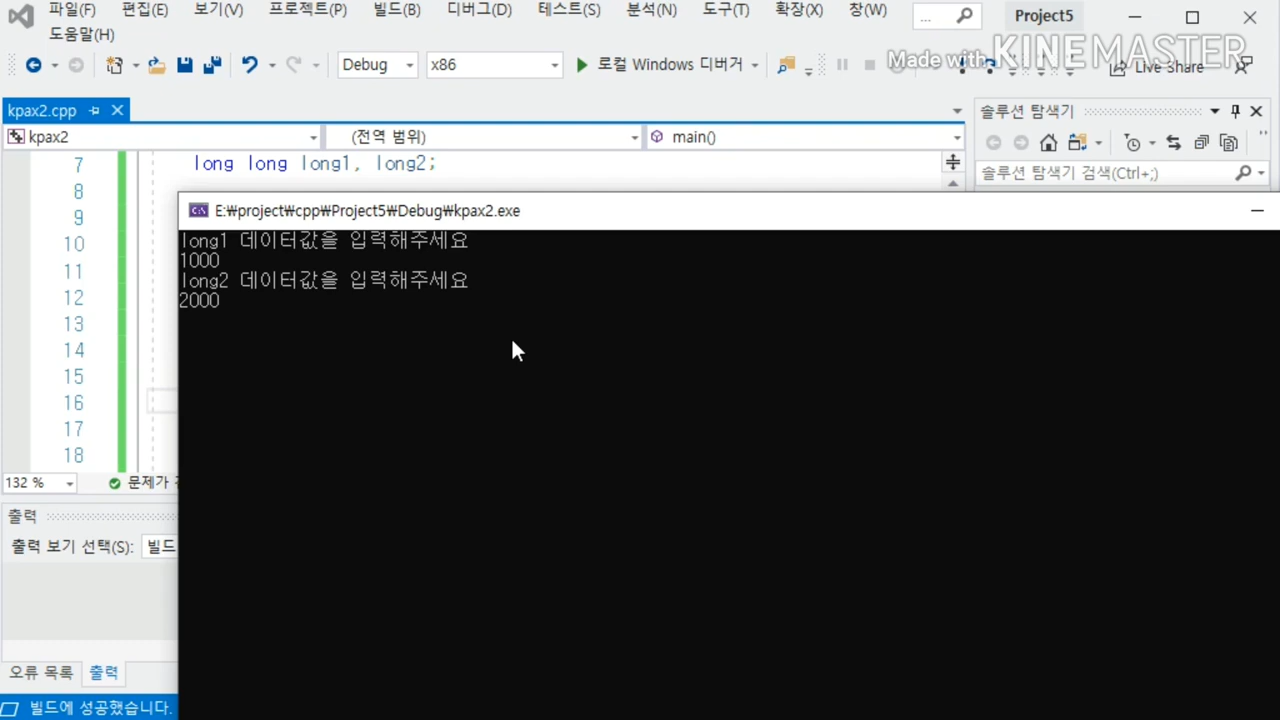 파일(F) 편집(E) 보기(V) 프로젝트(P) 빌드(B) 디버그(D) 테스트(S) 분석(N) 도구(T) 확장(X) 창(W) ... Project5
도움말(H)
Debug x86 로컬 Windows 디버거 Live Share
Made with KINEMASTER
kpax2.cpp
솔루션 탐색기
kpax2 (전역 범위) main()
솔루션 탐색기 검색(Ctrl+;)
7 long long long1, long2;
8
9
10
11
12
13
14
15
16
17
18
E:₩project₩cpp₩Project5₩Debug₩kpax2.exe
long1 데이터값을 입력해주세요
1000
long2 데이터값을 입력해주세요
2000
132 % 문제가
출력
출력 보기 선택(S): 빌드
오류 목록 출력
빌드에 성공했습니다.